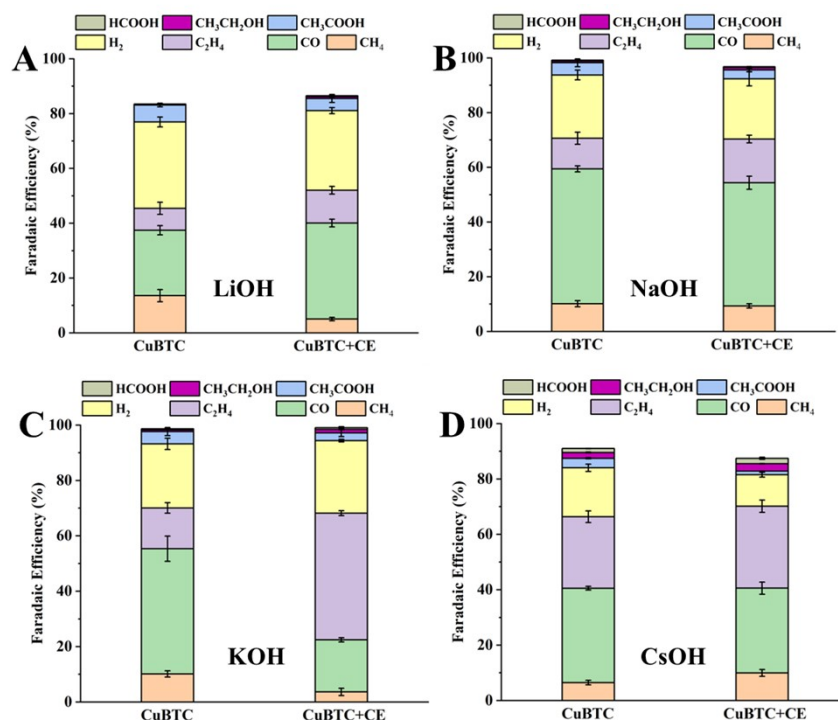 HCOOH CH₃CH₂OH CH₃COOH
H₂ C₂H₄ CO CH₄
A
100
80
60
40
20
0
Faradaic Efficiency (%)
LiOH
CuBTC CuBTC+CE
HCOOH CH₃CH₂OH CH₃COOH
H₂ C₂H₄ CO CH₄
B
100
80
60
40
20
0
Faradaic Efficiency (%)
NaOH
CuBTC CuBTC+CE
HCOOH CH₃CH₂OH CH₃COOH
H₂ C₂H₄ CO CH₄
C
100
80
60
40
20
0
Faradaic Efficiency (%)
KOH
CuBTC CuBTC+CE
HCOOH CH₃CH₂OH CH₃COOH
H₂ C₂H₄ CO CH₄
D
100
80
60
40
20
0
Faradaic Efficiency (%)
CsOH
CuBTC CuBTC+CE